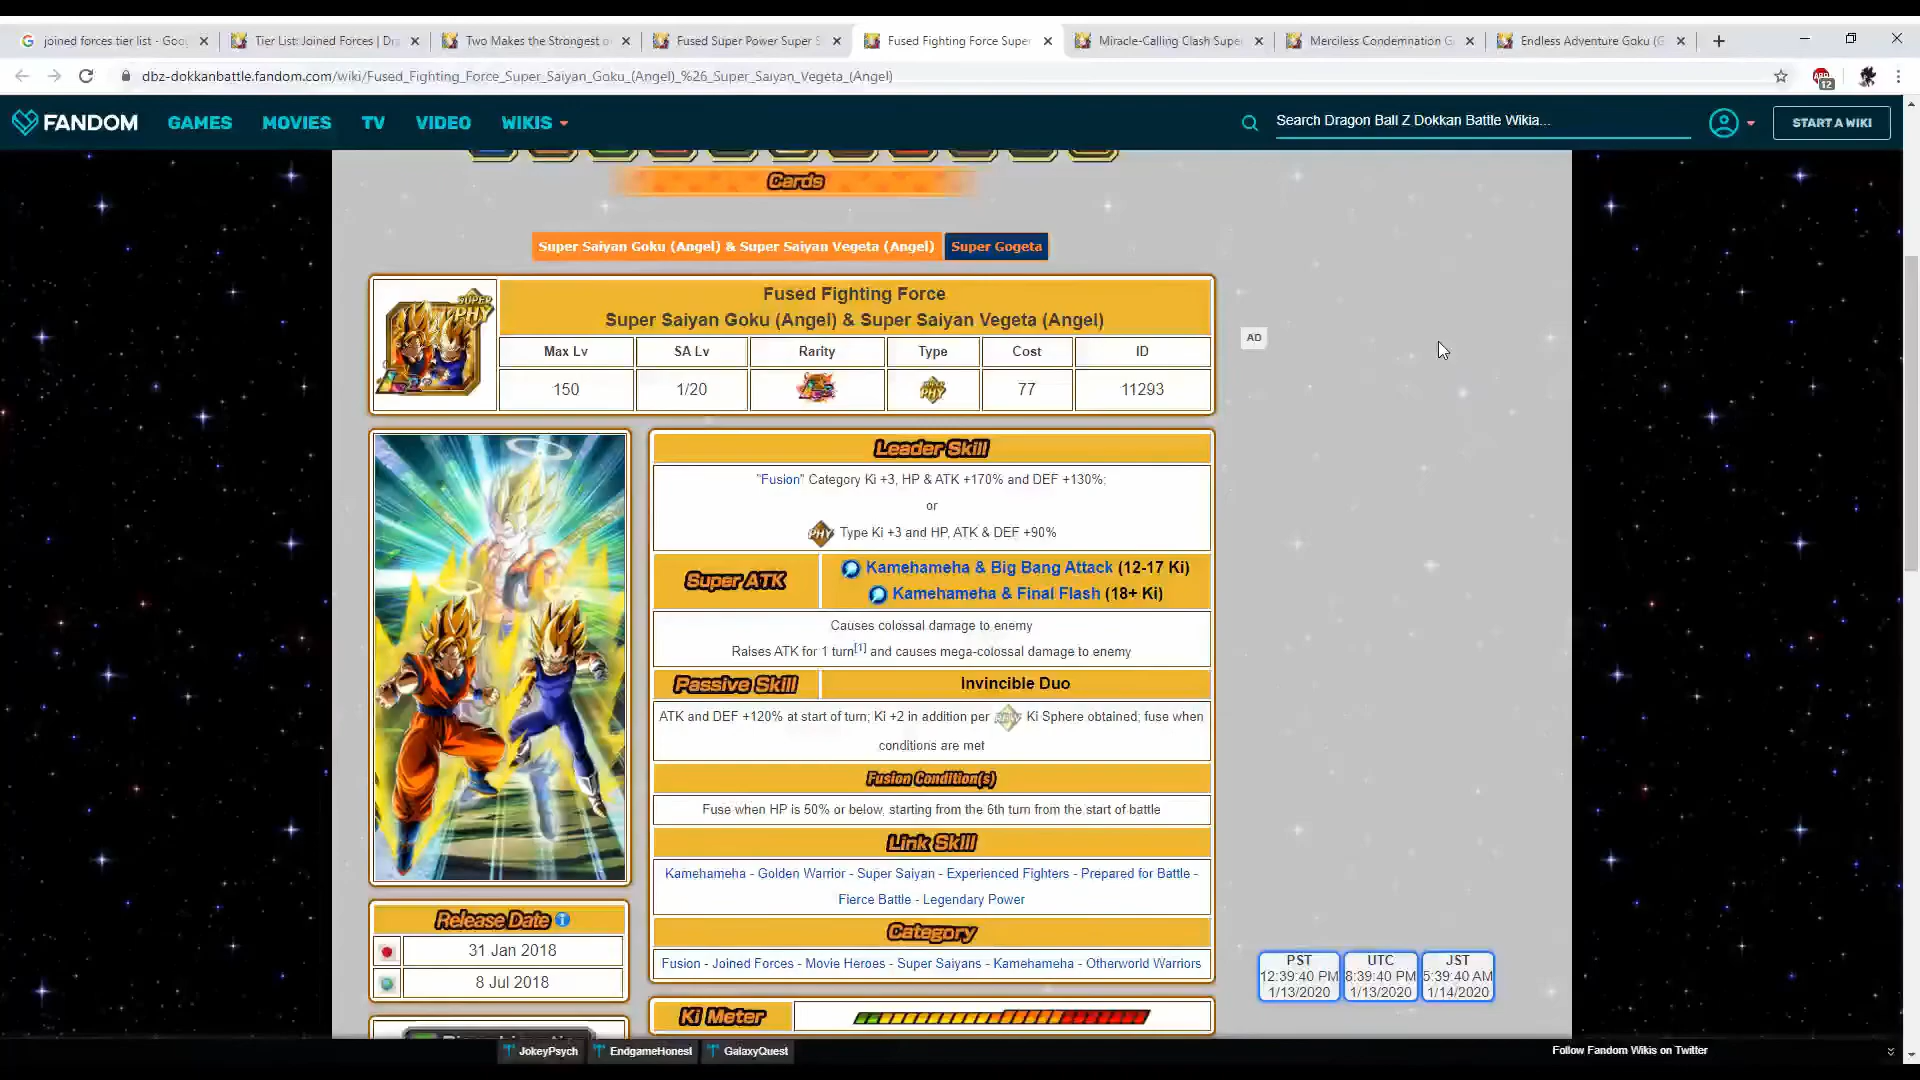 joined forces tier list - Goo
Tier List: Joined Forces | Dr
Two Makes the Strongest o
Fused Super Power Super S
Fused Fighting Force Super
Miracle-Calling Clash Supe
Merciless Condemnation G
Endless Adventure Goku (G
dbz-dokkanbattle.fandom.com/wiki/Fused_Fighting_Force_Super_Saiyan_Goku_(Angel)_%26_Super_Saiyan_Vegeta_(Angel)
12
FANDOM GAMES MOVIES TV VIDEO WIKIS
Search Dragon Ball Z Dokkan Battle Wikia...
START A WIKI
Cards
Super Saiyan Goku (Angel) & Super Saiyan Vegeta (Angel) Super Gogeta
SUPER PHY
Fused Fighting Force
Super Saiyan Goku (Angel) & Super Saiyan Vegeta (Angel)
Max Lv SA Lv Rarity Type Cost ID
150 1/20 LR SUPER PHY 77 11293
AD
Leader Skill
"Fusion" Category Ki +3, HP & ATK +170% and DEF +130%;
or
PHY Type Ki +3 and HP, ATK & DEF +90%
Super ATK
Kamehameha & Big Bang Attack (12-17 Ki)
Kamehameha & Final Flash (18+ Ki)
Causes colossal damage to enemy
Raises ATK for 1 turn[1] and causes mega-colossal damage to enemy
Passive Skill Invincible Duo
ATK and DEF +120% at start of turn; Ki +2 in addition per Ki Sphere obtained; fuse when
conditions are met
Fusion Condition(s)
Fuse when HP is 50% or below, starting from the 6th turn from the start of battle
Link Skill
Kamehameha - Golden Warrior - Super Saiyan - Experienced Fighters - Prepared for Battle -
Fierce Battle - Legendary Power
Category
Fusion - Joined Forces - Movie Heroes - Super Saiyans - Kamehameha - Otherworld Warriors
Release Date
31 Jan 2018
8 Jul 2018
Ki Meter
PST
12:39:40 PM
1/13/2020
UTC
8:39:40 PM
1/13/2020
JST
5:39:40 AM
1/14/2020
JokeyPsych EndgameHonest GalaxyQuest
Follow Fandom Wikis on Twitter